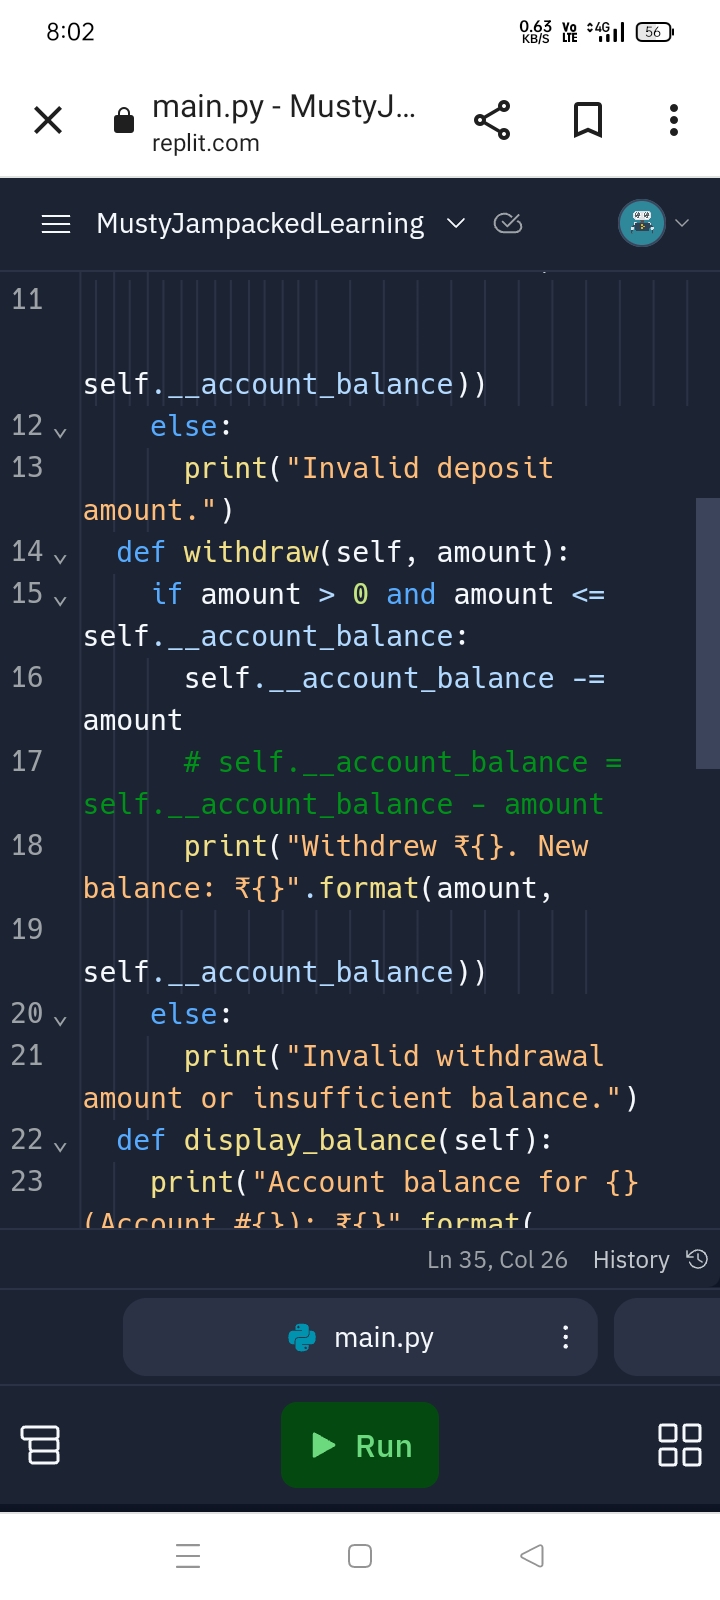 8:02
0.63 KB/S Vo LTE 4G 56
main.py - MustyJ...
replit.com
MustyJampackedLearning
11
self.__account_balance))
12 else:
13 print("Invalid deposit
amount.")
14 def withdraw(self, amount):
15 if amount > 0 and amount <=
self.__account_balance:
16 self.__account_balance -=
amount
17 # self.__account_balance =
self.__account_balance - amount
18 print("Withdrew ₹{}. New
balance: ₹{}".format(amount,
19
self.__account_balance))
20 else:
21 print("Invalid withdrawal
amount or insufficient balance.")
22 def display_balance(self):
23 print("Account balance for {}
(Account #{}): ₹{}".format(
Ln 35, Col 26 History
main.py
Run